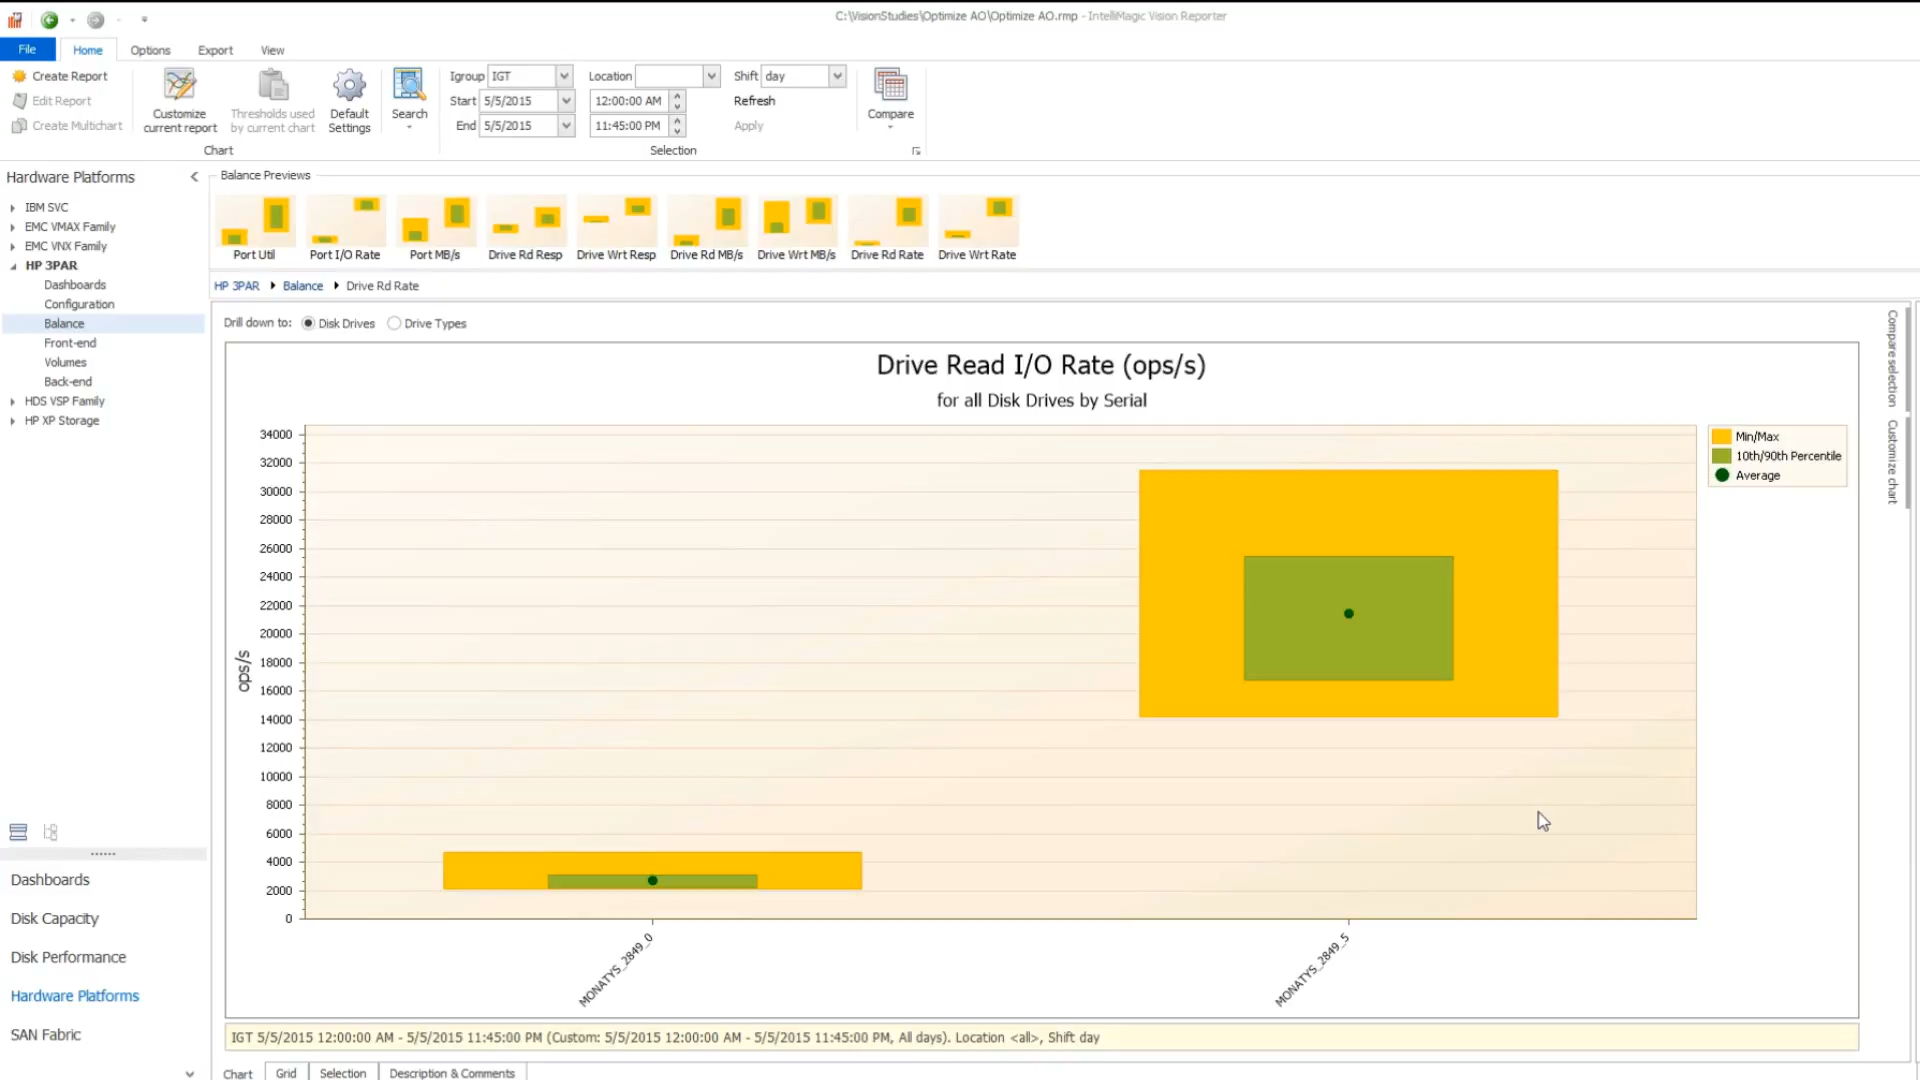 C:\VisionStudies\Optimize AO\Optimize AO.rmp - IntelliMagic Vision Reporter
File Home Options Export View
Create Report
Edit Report
Create Multichart
Customize current report
Thresholds used by current chart
Default Settings
Search
Chart
Igroup IGT Location Shift day
Start 5/5/2015 12:00:00 AM Refresh
End 5/5/2015 11:45:00 PM Apply
Selection
Compare
Hardware Platforms
IBM SVC
EMC VMAX Family
EMC VNX Family
HP 3PAR
Dashboards
Configuration
Balance
Front-end
Volumes
Back-end
HDS VSP Family
HP XP Storage
Dashboards
Disk Capacity
Disk Performance
Hardware Platforms
SAN Fabric
Balance Previews
Port Util Port I/O Rate Port MB/s Drive Rd Resp Drive Wrt Resp Drive Rd MB/s Drive Wrt MB/s Drive Rd Rate Drive Wrt Rate
HP 3PAR Balance Drive Rd Rate
Drill down to: Disk Drives Drive Types
Drive Read I/O Rate (ops/s)
for all Disk Drives by Serial
34000
32000
30000
28000
26000
24000
22000
20000
18000
16000
14000
12000
10000
8000
6000
4000
2000
0
ops/s
MONATYS_2849_0
MONATYS_2849_5
Min/Max
10th/90th Percentile
Average
Compare selection
Customize chart
IGT 5/5/2015 12:00:00 AM - 5/5/2015 11:45:00 PM (Custom: 5/5/2015 12:00:00 AM - 5/5/2015 11:45:00 PM, All days). Location <all>, Shift day
Chart Grid Selection Description & Comments